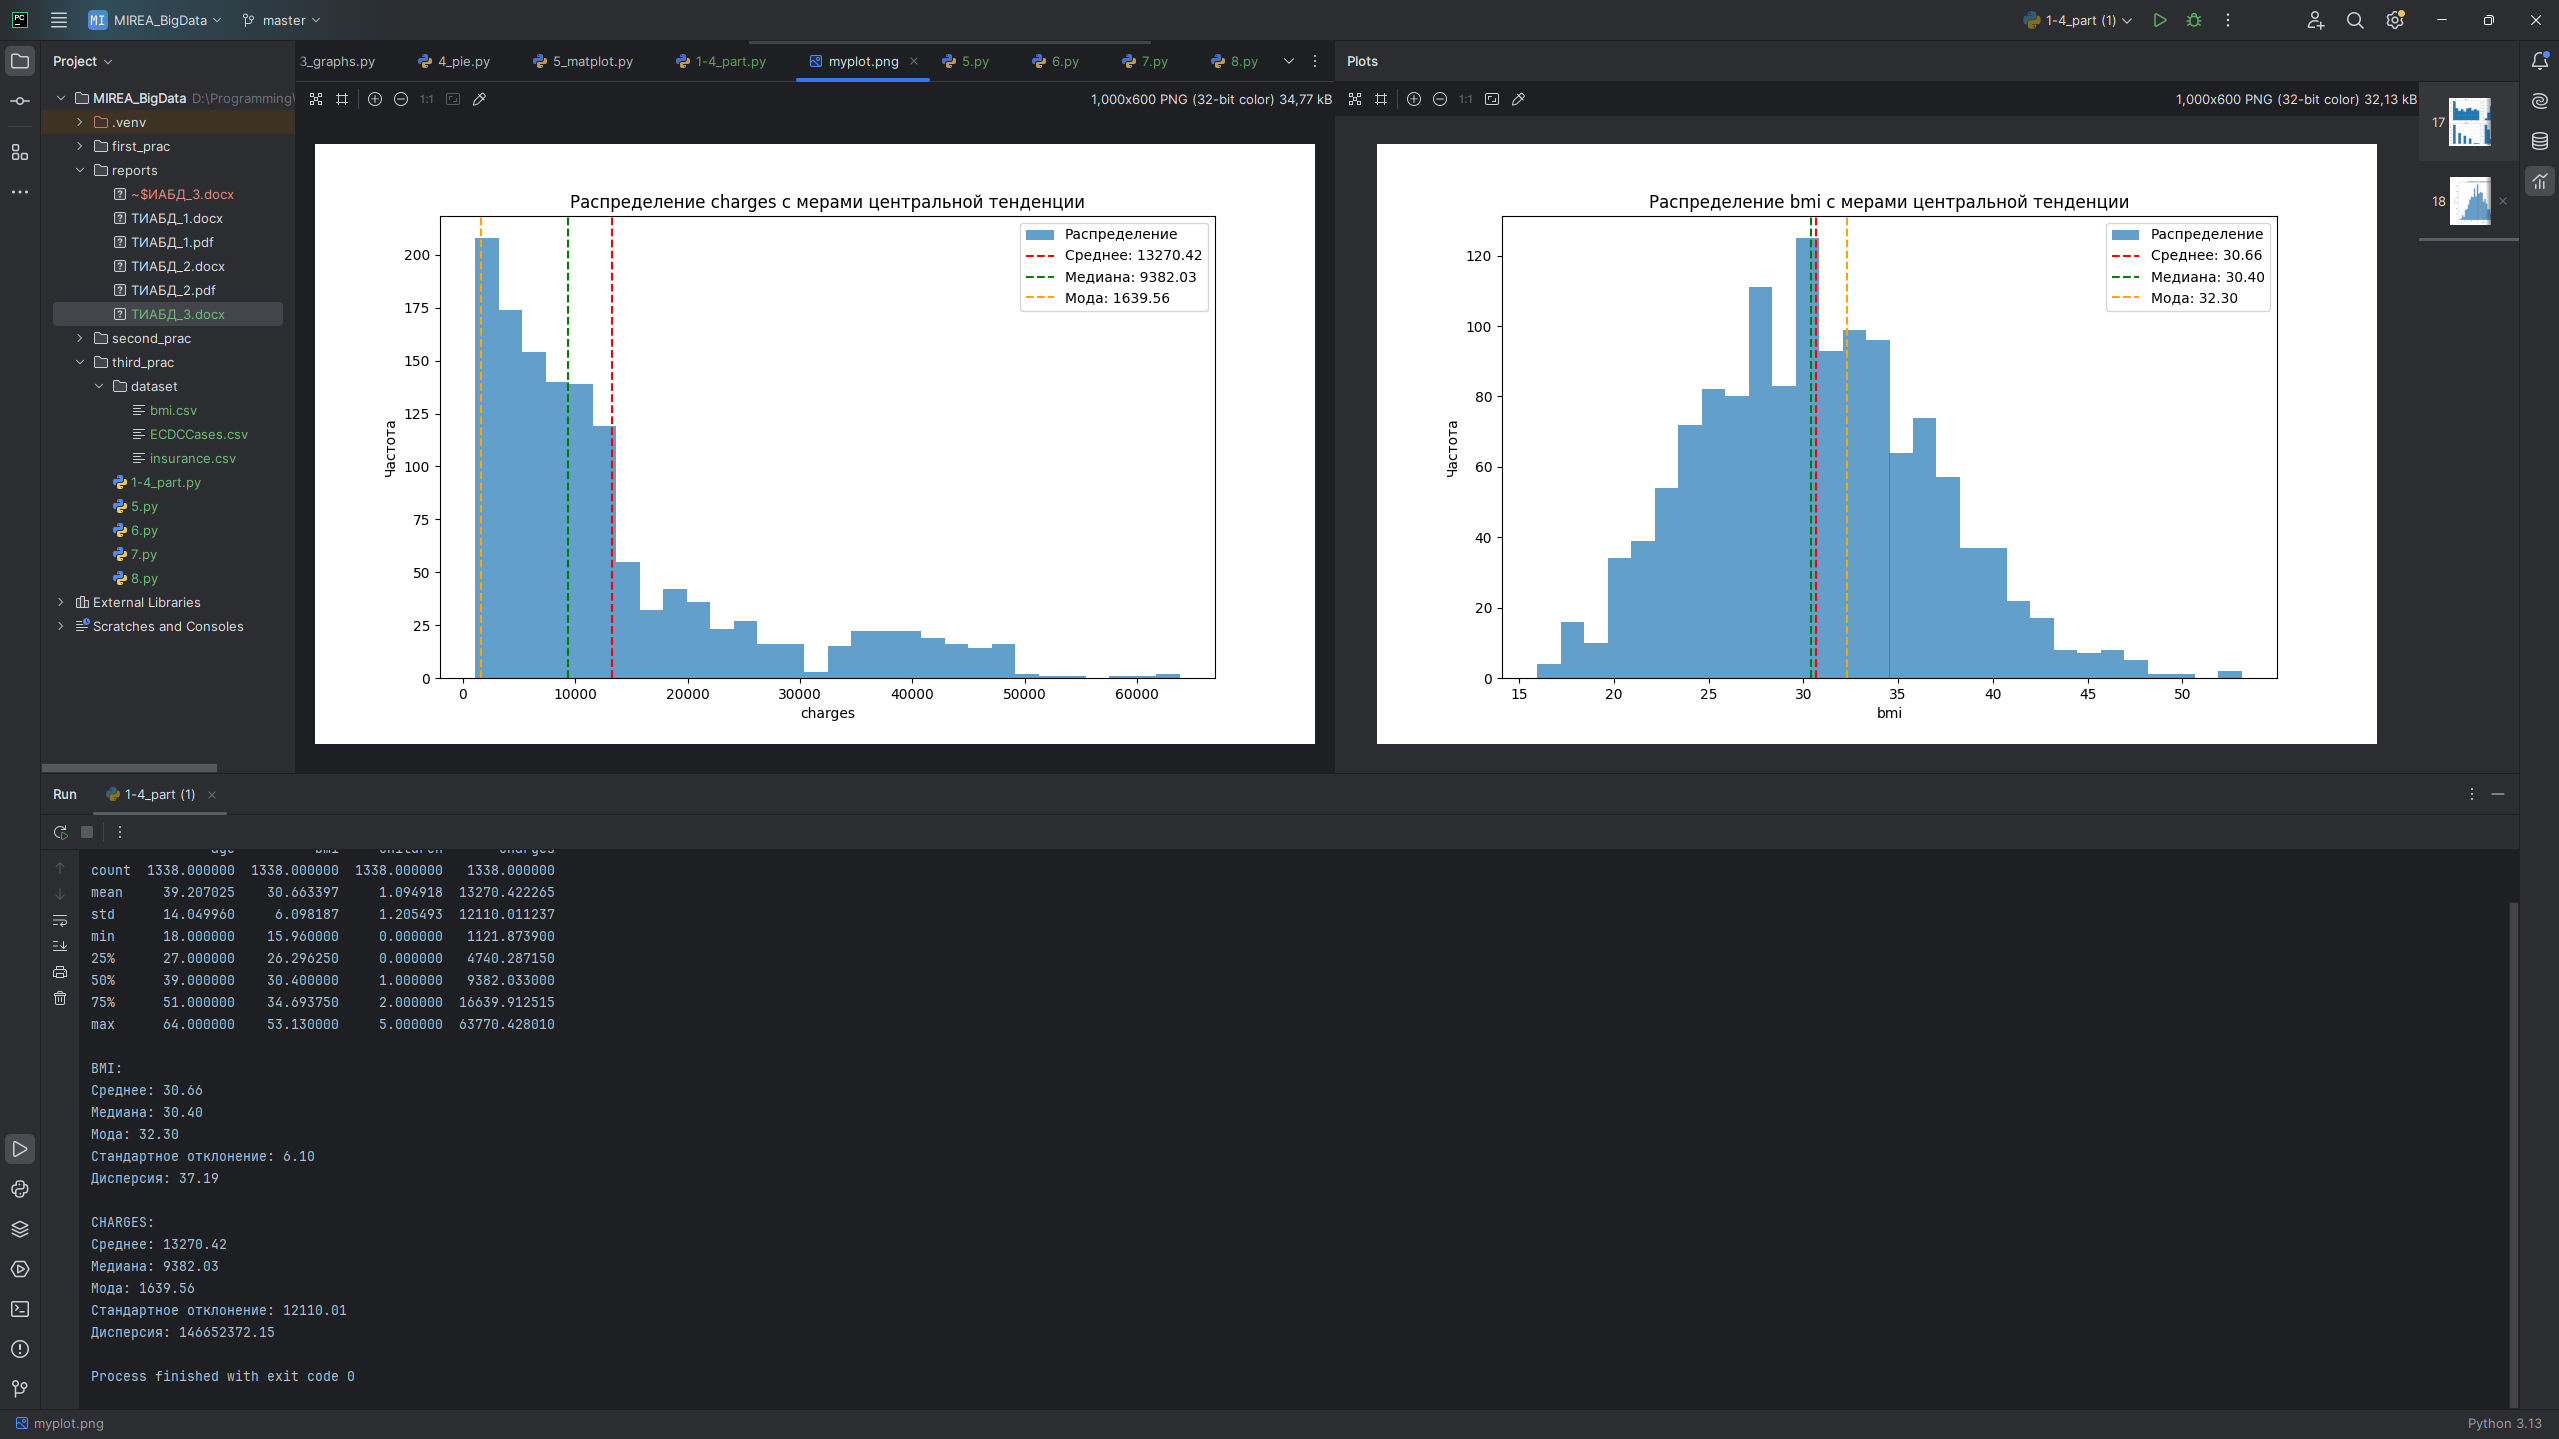 PC MI MIREA_BigData master 1-4_part (1)
Project
MIREA_BigData D:\Programming\
.venv
first_prac
reports
~$ИАБД_3.docx
ТИАБД_1.docx
ТИАБД_1.pdf
ТИАБД_2.docx
ТИАБД_2.pdf
ТИАБД_3.docx
second_prac
third_prac
dataset
bmi.csv
ECDCCases.csv
insurance.csv
1-4_part.py
5.py
6.py
7.py
8.py
External Libraries
Scratches and Consoles
3_graphs.py 4_pie.py 5_matplot.py 1-4_part.py myplot.png 5.py 6.py 7.py 8.py
1:1 1,000x600 PNG (32-bit color) 34,77 kB
Распределение charges с мерами центральной тенденции
Распределение
Среднее: 13270.42
Медиана: 9382.03
Мода: 1639.56
Частота
200
175
150
125
100
75
50
25
0
0 10000 20000 30000 40000 50000 60000
charges
Plots
1:1 1,000x600 PNG (32-bit color) 32,13 kB
17
18
Распределение bmi с мерами центральной тенденции
Распределение
Среднее: 30.66
Медиана: 30.40
Мода: 32.30
Частота
120
100
80
60
40
20
0
15 20 25 30 35 40 45 50
bmi
Run 1-4_part (1)
age bmi children charges
count 1338.000000 1338.000000 1338.000000 1338.000000
mean 39.207025 30.663397 1.094918 13270.422265
std 14.049960 6.098187 1.205493 12110.011237
min 18.000000 15.960000 0.000000 1121.873900
25% 27.000000 26.296250 0.000000 4740.287150
50% 39.000000 30.400000 1.000000 9382.033000
75% 51.000000 34.693750 2.000000 16639.912515
max 64.000000 53.130000 5.000000 63770.428010
BMI:
Среднее: 30.66
Медиана: 30.40
Мода: 32.30
Стандартное отклонение: 6.10
Дисперсия: 37.19
CHARGES:
Среднее: 13270.42
Медиана: 9382.03
Мода: 1639.56
Стандартное отклонение: 12110.01
Дисперсия: 146652372.15
Process finished with exit code 0
myplot.png
Python 3.13